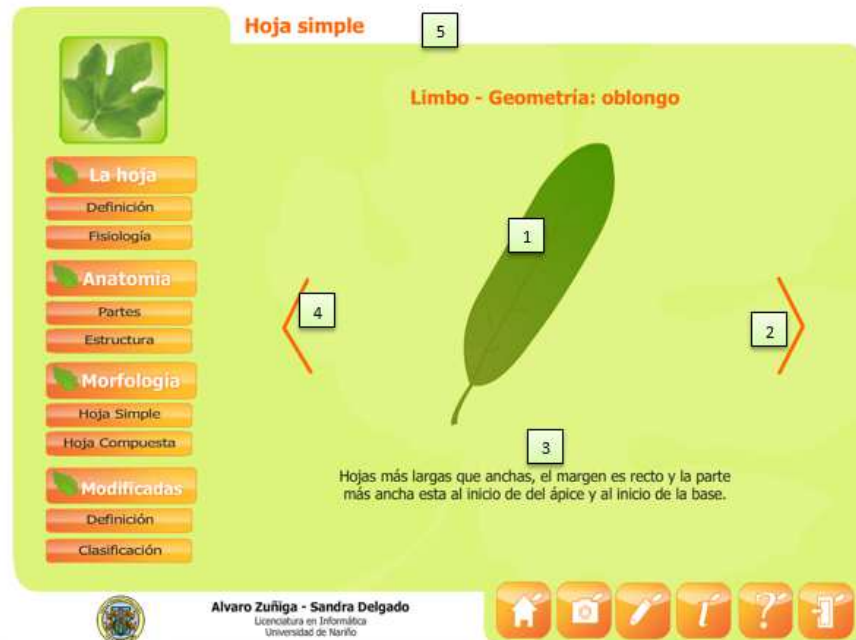 Hoja simple
5
Limbo - Geometría: oblongo
La hoja
Definición
Fisiología
Anatomía
Partes
Estructura
Morfología
Hoja Simple
Hoja Compuesta
Modificadas
Definición
Clasificación
1
4
2
3
Hojas más largas que anchas, el margen es recto y la parte
más ancha esta al inicio de del ápice y al inicio de la base.
Alvaro Zuñiga - Sandra Delgado
Licenciatura en Informática
Universidad de Nariño
i
?